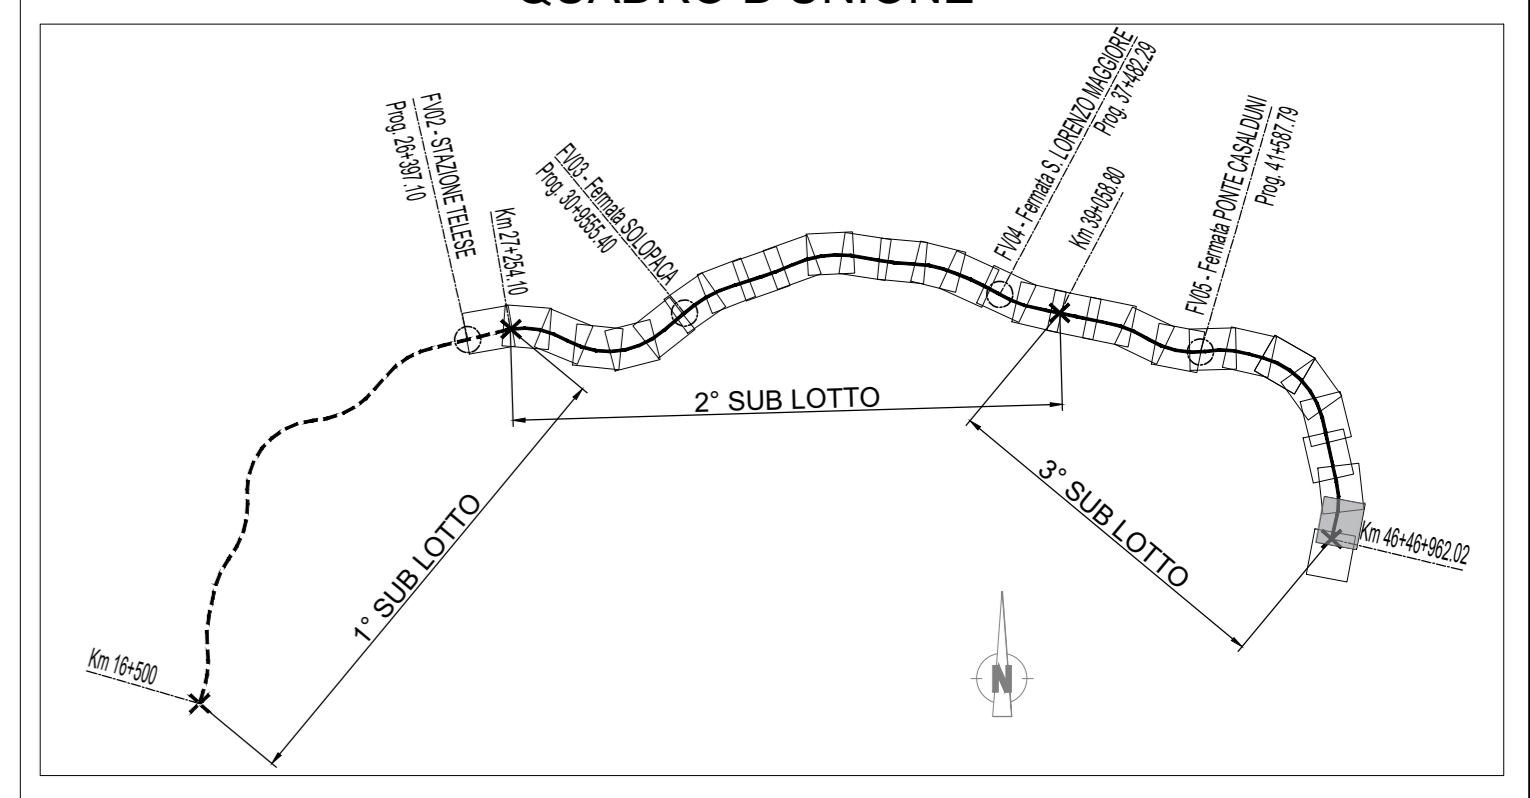 QUADRO D'UNIONE
FV02 - STAZIONE TELESE
Prog. 26+397.10
Km 27+254.10
FV03 - Fermata SOLOPACA
Prog. 30+9555.40
FV04 - Fermata S. LORENZO MAGGIORE
Prog. 37+482.29
Km 39+058.80
FV05 - Fermata PONTE CASALDUNI
Prog. 41+587.79
2° SUB LOTTO
1° SUB LOTTO
3° SUB LOTTO
Km 46+46+962.02
Km 16+500
N